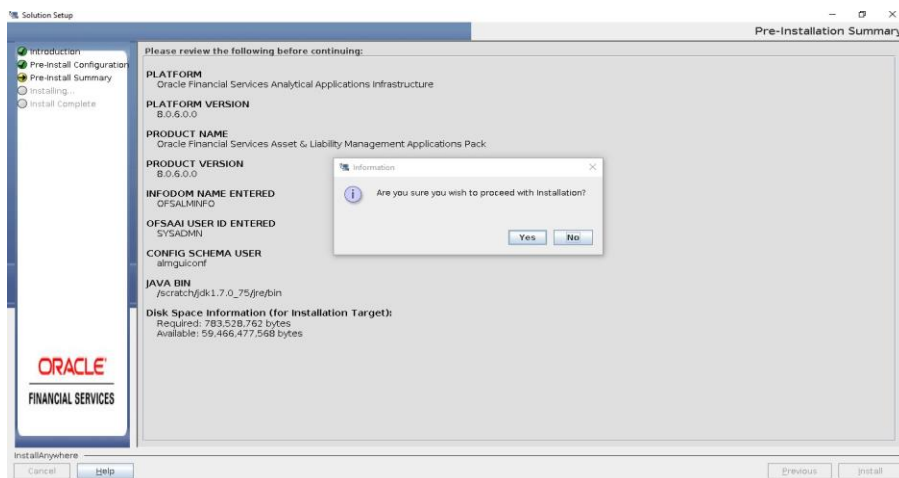 Solution Setup
Pre-Installation Summary
Introduction
Pre-Install Configuration
Pre-Install Summary
Installing...
Install Complete
Please review the following before continuing:
PLATFORM
Oracle Financial Services Analytical Applications Infrastructure
PLATFORM VERSION
8.0.6.0.0
PRODUCT NAME
Oracle Financial Services Asset & Liability Management Applications Pack
PRODUCT VERSION
8.0.6.0.0
INFODOM NAME ENTERED
OFSALMINFO
OFSAAI USER ID ENTERED
SYSADMN
CONFIG SCHEMA USER
almguiconf
JAVA BIN
/scratch/jdk1.7.0_75/jre/bin
Disk Space Information (for Installation Target):
Required: 783,528,762 bytes
Available: 59,466,477,568 bytes
Information
Are you sure you wish to proceed with Installation?
Yes No
ORACLE
FINANCIAL SERVICES
InstallAnywhere
Cancel Help Previous Install